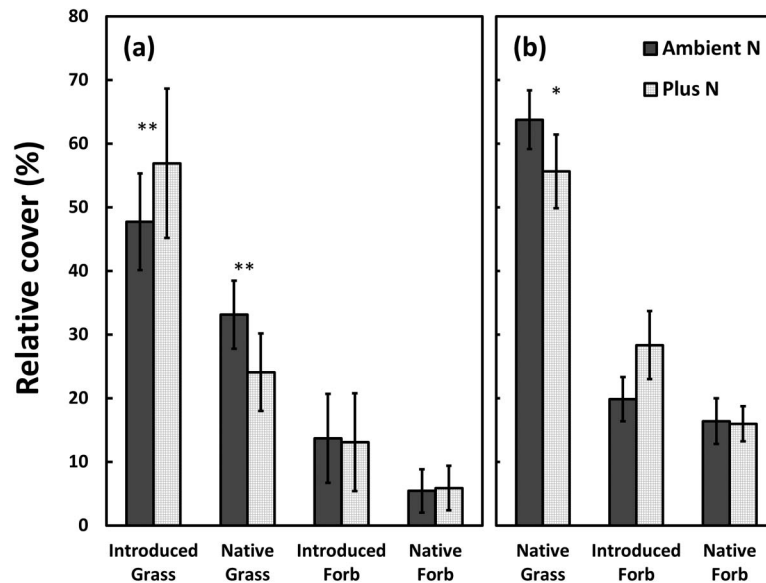 80
70
60
50
40
30
20
10
0
Relative cover (%)
(a)
**
**
Introduced Grass
Native Grass
Introduced Forb
Native Forb
(b)
Ambient N
Plus N
*
Native Grass
Introduced Forb
Native Forb